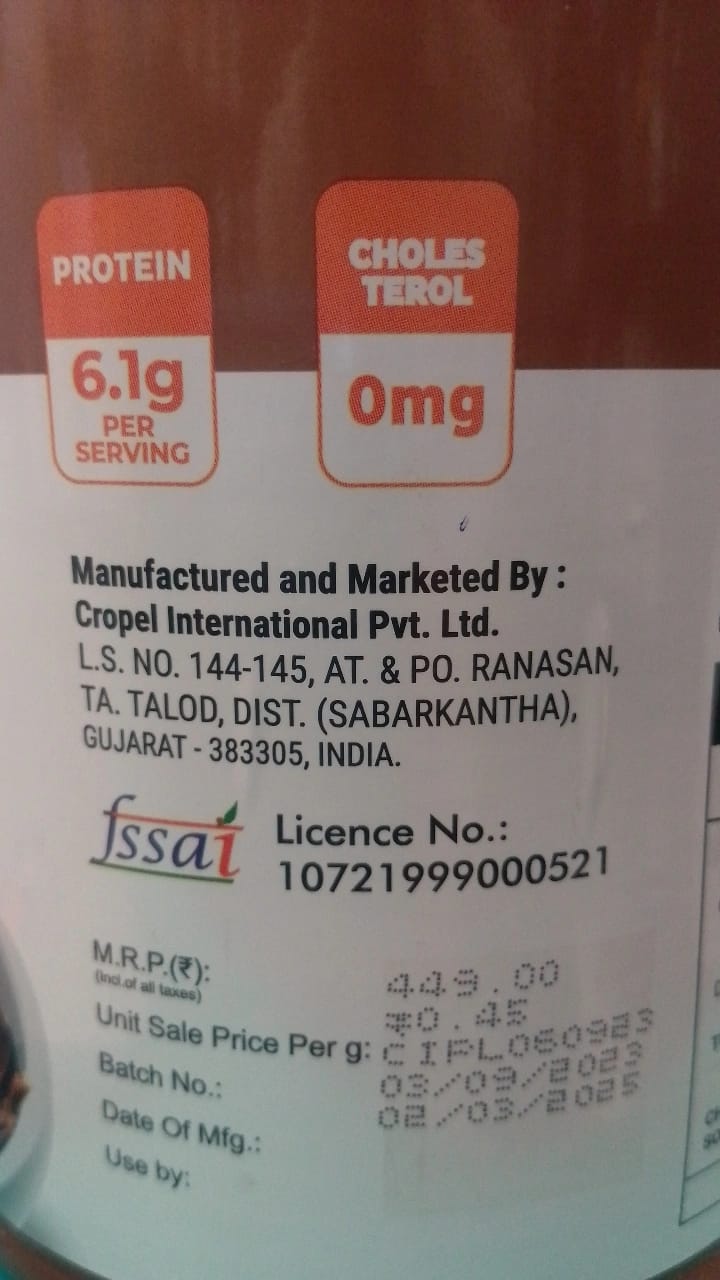 PROTEIN
6.1g
PER
SERVING
CHOLES
TEROL
0mg
Manufactured and Marketed By :
Cropel International Pvt. Ltd.
L.S. NO. 144-145, AT. & PO. RANASAN,
TA. TALOD, DIST. (SABARKANTHA),
GUJARAT - 383305, INDIA.
fssai
Licence No.:
10721999000521
M.R.P.(₹):
(incl.of all taxes)
Unit Sale Price Per g:
Batch No.:
Date Of Mfg.:
Use by:
449.00
₹0.45
CIPL060923
03/09/2023
02/03/2025